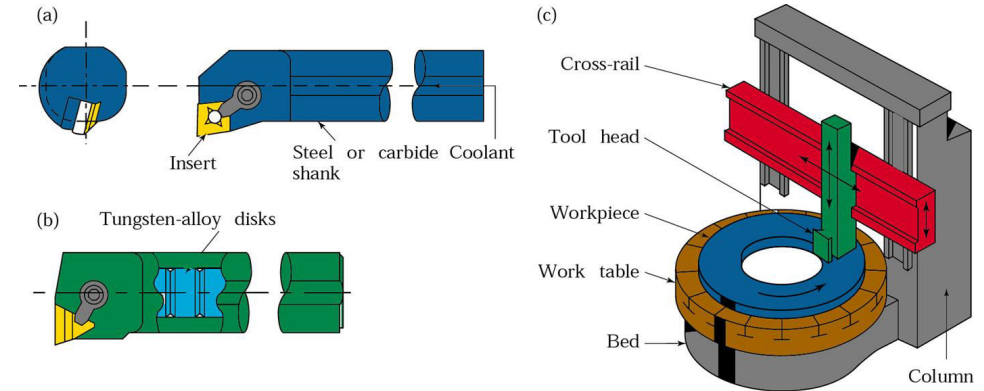 (a)
Insert
Steel or carbide
shank
Coolant
(b)
Tungsten-alloy disks
(c)
Cross-rail
Tool head
Workpiece
Work table
Bed
Column